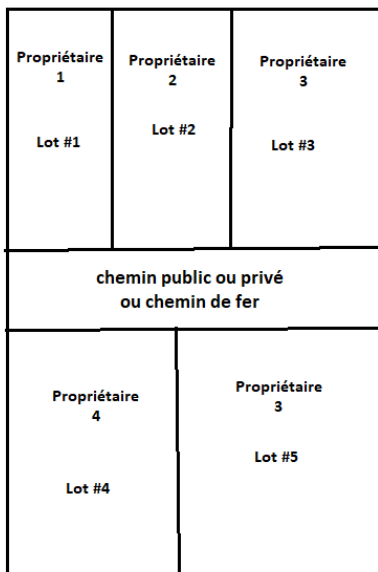 Propriétaire
1
Lot #1
Propriétaire
2
Lot #2
Propriétaire
3
Lot #3
chemin public ou privé
ou chemin de fer
Propriétaire
4
Lot #4
Propriétaire
3
Lot #5